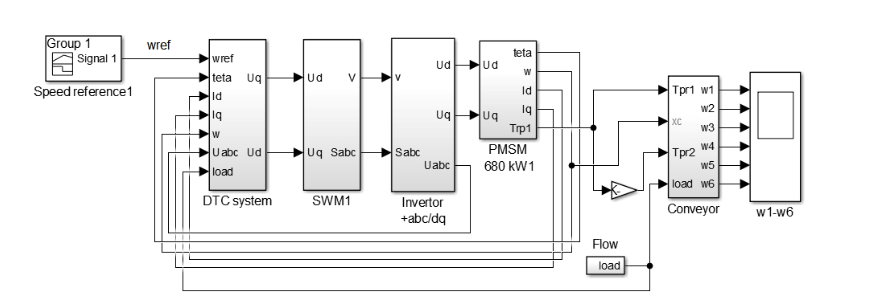 Group 1
Signal 1
Speed reference1
wref
wref
teta
Id
Iq
w
Uabc
load
Uq
Ud
DTC system
Ud
Uq
V
Sabc
SWM1
v
Sabc
Ud
Uq
Uabc
Invertor
+abc/dq
Ud
Uq
teta
w
Id
Iq
Trp1
PMSM
680 kW1
Flow
load
Tpr1
xc
Tpr2
load
w1
w2
w3
w4
w5
w6
Conveyor
w1-w6